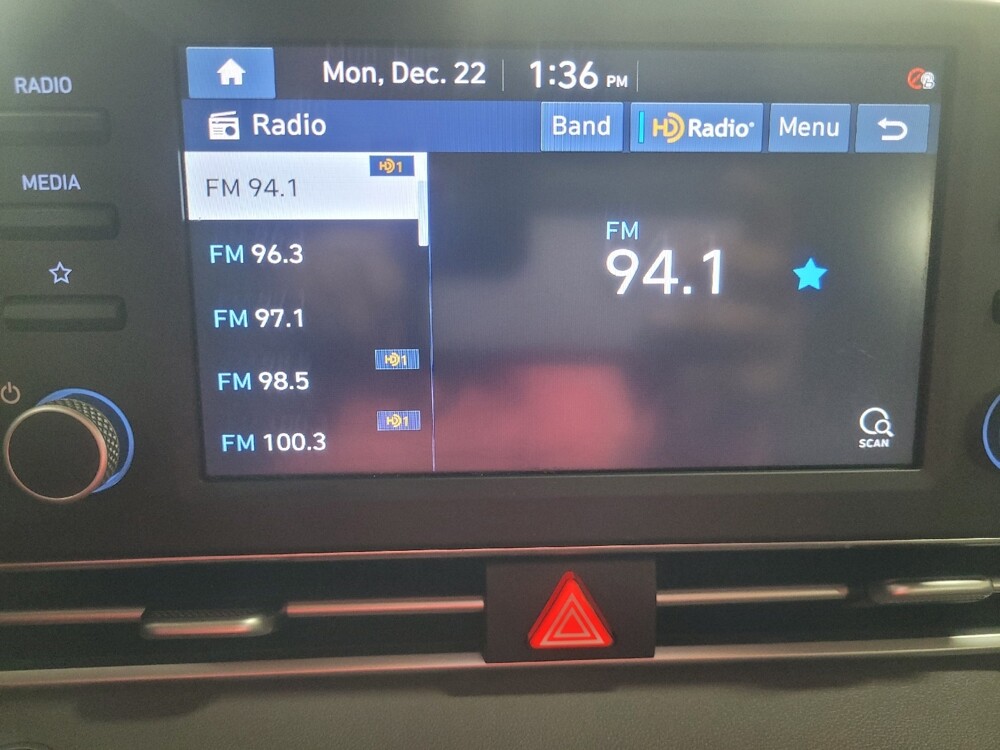 RADIO
MEDIA
Mon, Dec. 22 1:36 PM
Radio Band HD Radio® Menu
FM 94.1 HD1
FM 96.3
FM 97.1
FM 98.5 HD1
FM 100.3 HD1
FM
94.1
SCAN